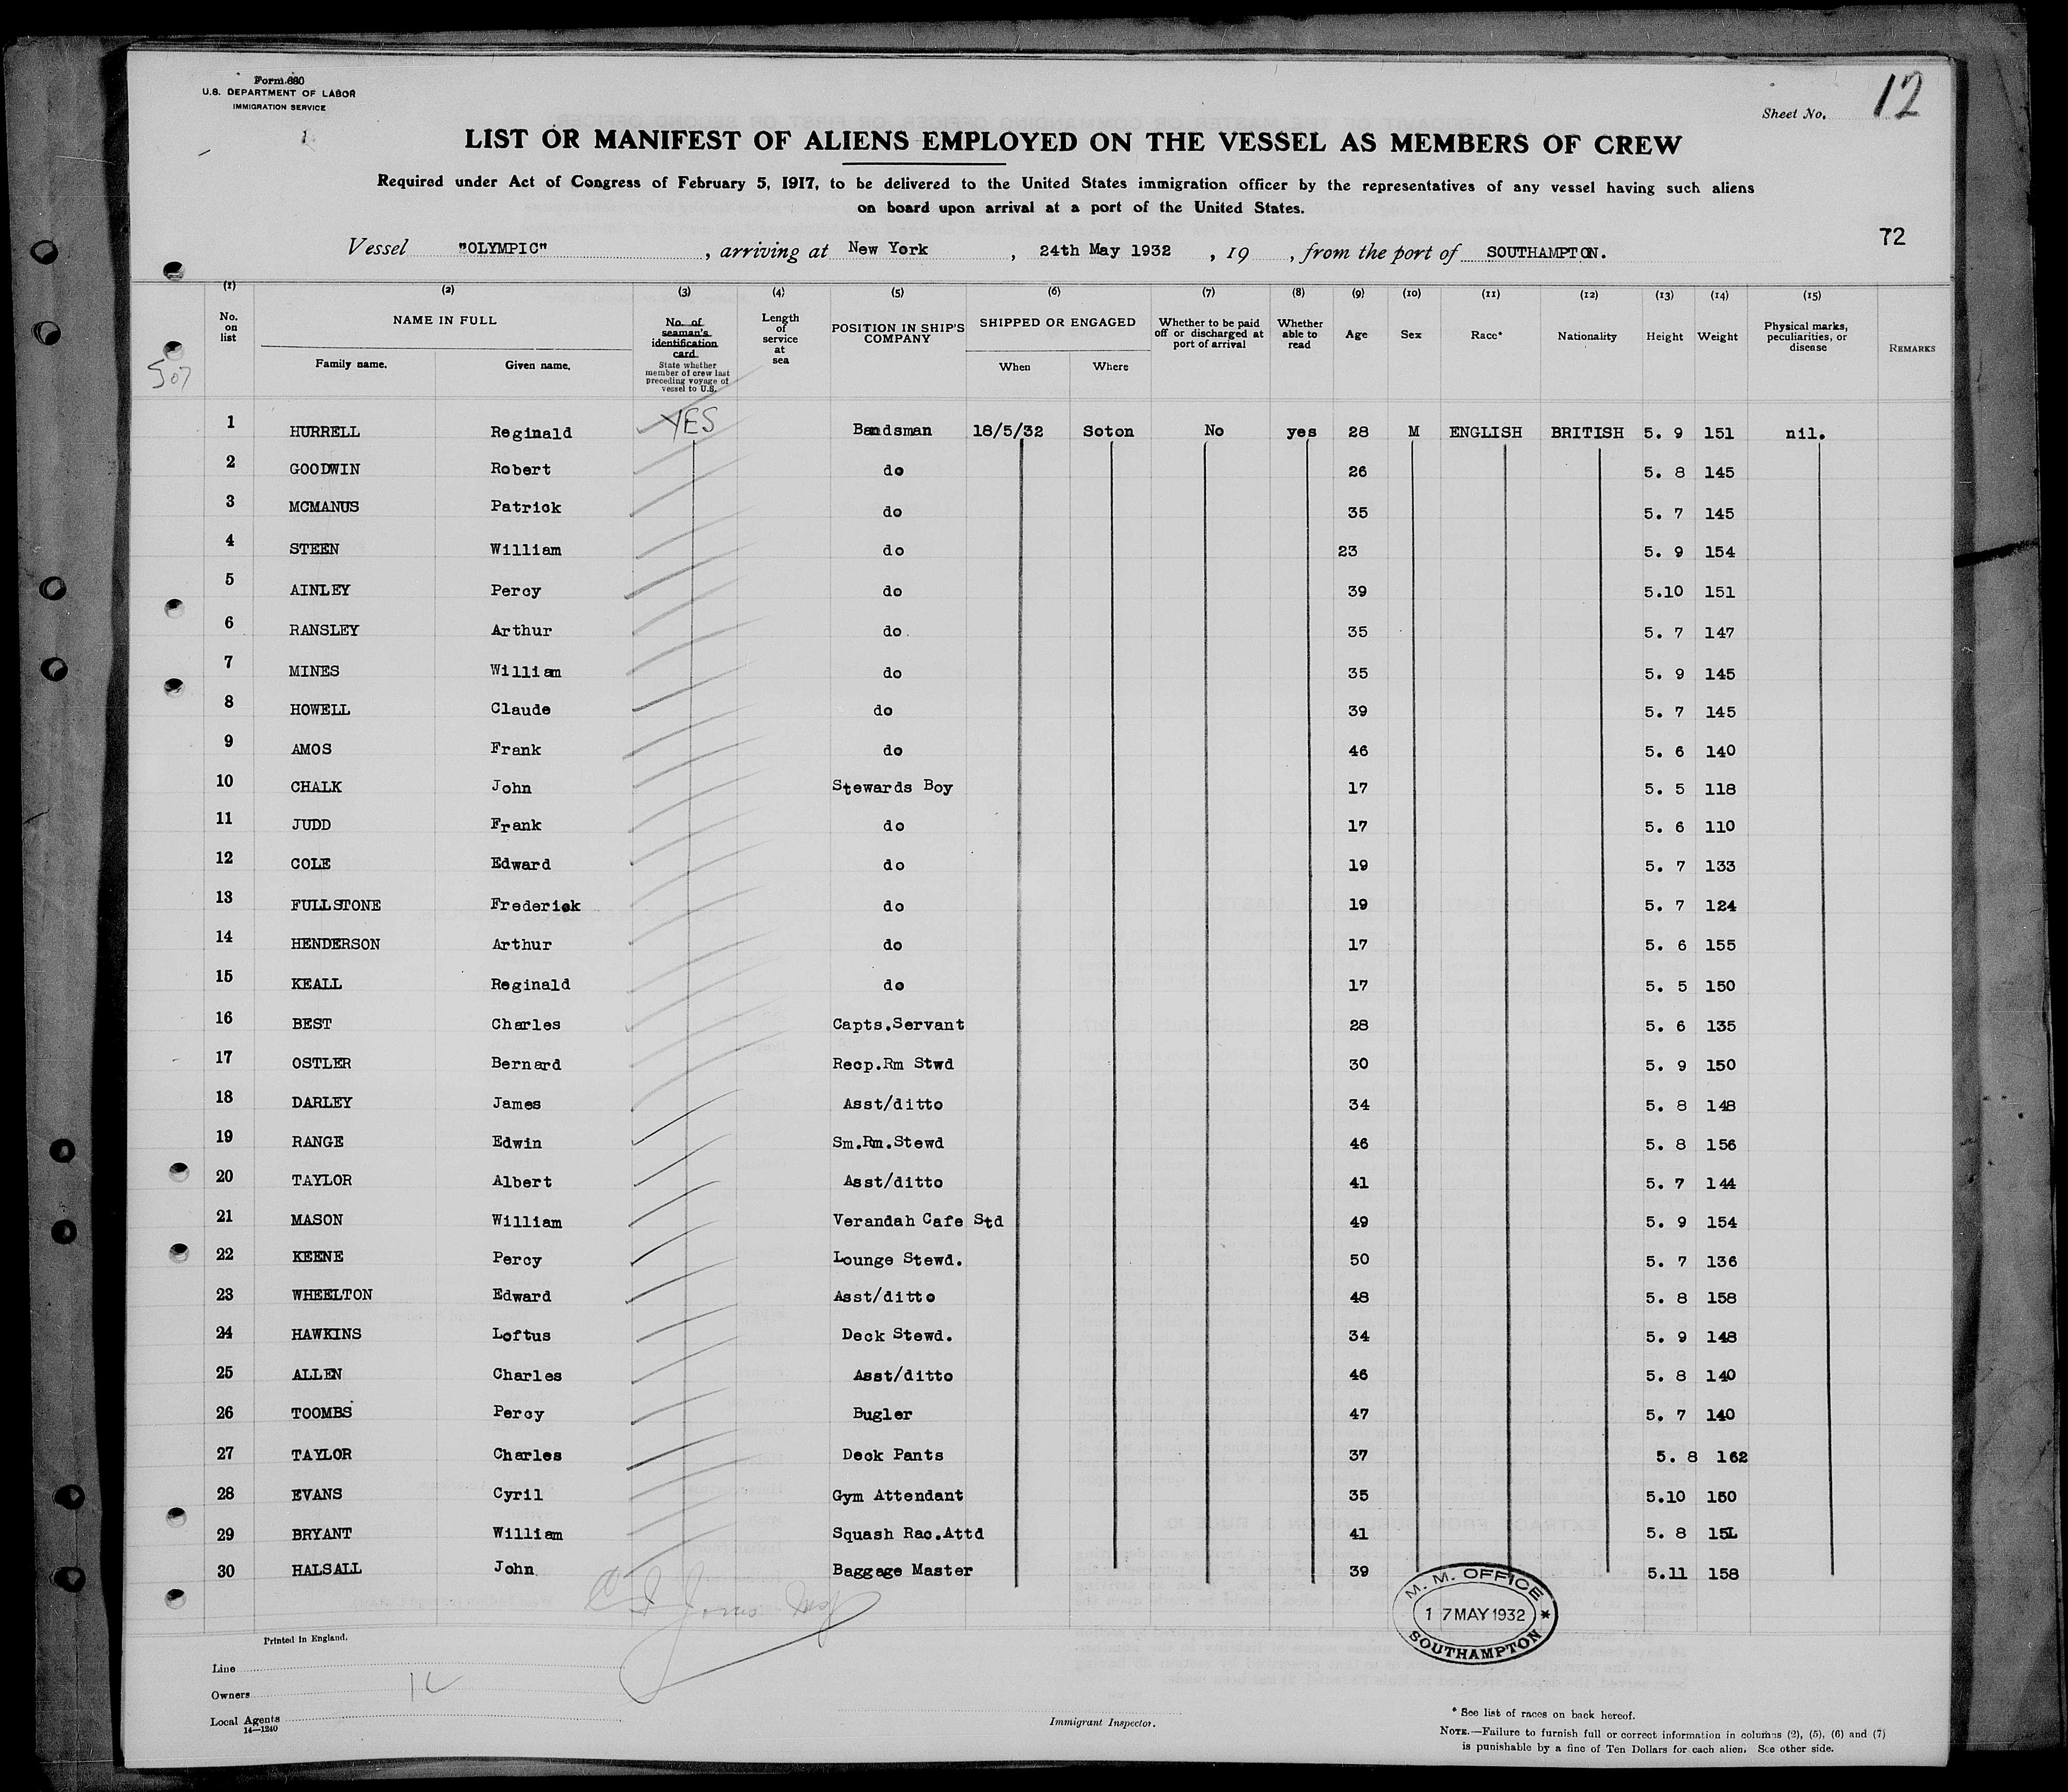 Form 680
U.S. DEPARTMENT OF LABOR
IMMIGRATION SERVICE
Sheet No. 12
LIST OR MANIFEST OF ALIENS EMPLOYED ON THE VESSEL AS MEMBERS OF CREW
Required under Act of Congress of February 5, 1917, to be delivered to the United States immigration officer by the representatives of any vessel having such aliens
on board upon arrival at a port of the United States.
72
Vessel "OLYMPIC" , arriving at New York , 24th May 1932 , 19 , from the port of SOUTHAMPTON.
(1) (2) (3) (4) (5) (6) (7) (8) (9) (10) (11) (12) (13) (14) (15)
No. on list NAME IN FULL Family name. Given name. No. of seaman's identification card. State whether member of crew last preceding voyage of vessel to U.S. Length of service at sea POSITION IN SHIP'S COMPANY SHIPPED OR ENGAGED When Where Whether to be paid off or discharged at port of arrival Whether able to read Age Sex Race* Nationality Height Weight Physical marks, peculiarities, or disease REMARKS
507
1 HURRELL Reginald YES Bandsman 18/5/32 Soton No yes 28 M ENGLISH BRITISH 5. 9 151 nil.
2 GOODWIN Robert do 26 5. 8 145
3 MCMANUS Patrick do 35 5. 7 145
4 STEEN William do 23 5. 9 154
5 AINLEY Percy do 39 5.10 151
6 RANSLEY Arthur do 35 5. 7 147
7 MINES William do 35 5. 9 145
8 HOWELL Claude do 39 5. 7 145
9 AMOS Frank do 46 5. 6 140
10 CHALK John Stewards Boy 17 5. 5 118
11 JUDD Frank do 17 5. 6 110
12 COLE Edward do 19 5. 7 133
13 FULLSTONE Frederick do 19 5. 7 124
14 HENDERSON Arthur do 17 5. 6 155
15 KEALL Reginald do 17 5. 5 150
16 BEST Charles Capts.Servant 28 5. 6 135
17 OSTLER Bernard Recp.Rm Stwd 30 5. 9 150
18 DARLEY James Asst/ditto 34 5. 8 148
19 RANGE Edwin Sm.Rm.Stewd 46 5. 8 156
20 TAYLOR Albert Asst/ditto 41 5. 7 144
21 MASON William Verandah Cafe Std 49 5. 9 154
22 KEENE Percy Lounge Stewd. 50 5. 7 136
23 WHEELTON Edward Asst/ditto 48 5. 8 158
24 HAWKINS Loftus Deck Stewd. 34 5. 9 148
25 ALLEN Charles Asst/ditto 46 5. 8 140
26 TOOMBS Percy Bugler 47 5. 7 140
27 TAYLOR Charles Deck Pants 37 5. 8 162
28 EVANS Cyril Gym Attendant 35 5.10 150
29 BRYANT William Squash Rac.Attd 41 5. 8
30 HALSALL John Baggage Master 39 5.11 158
M. M. OFFICE
17 MAY 1932
SOUTHAMPTON
Printed in England.
Line
Owners
Local Agents
14—1240
Immigrant Inspector.
* See list of races on back hereof.
NOTE.—Failure to furnish full or correct information in columns (2), (5), (6) and (7)
is punishable by a fine of Ten Dollars for each alien. See other side.